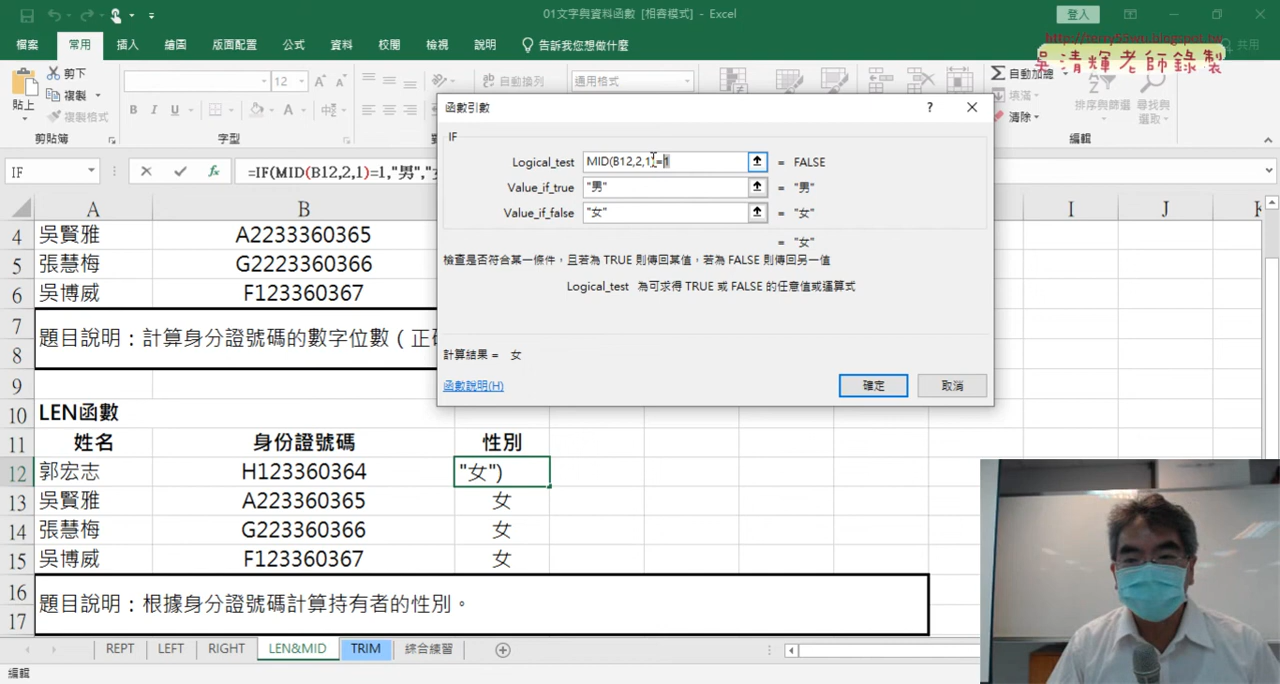 01文字與資料函數 [相容模式] - Excel
登入
http://terry55wu.blogspot.tw
吳清輝老師錄製
檔案 常用 插入 繪圖 版面配置 公式 資料 校閱 檢視 說明 告訴我您想做什麼 共用
剪下
複製
複製格式
貼上
剪貼簿
12
B I U A
中
字型
ab 自動換列
通用格式
Σ 自動加總
填滿
清除
排序與篩選
尋找與選取
編輯
IF
=IF(MID(B12,2,1)=1,"男","女
函數引數
? ×
IF
Logical_test MID(B12,2,1)=1 = FALSE
Value_if_true "男" = "男"
Value_if_false "女" = "女"
= "女"
檢查是否符合某一條件，且若為 TRUE 則傳回某值，若為 FALSE 則傳回另一值
Logical_test 為可求得 TRUE 或 FALSE 的任意值或運算式
計算結果 = 女
函數說明(H)
確定 取消
A B I J K
4 吳賢雅 A2233360365
5 張慧梅 G2223360366
6 吳博威 F123360367
7
題目說明：計算身分證號碼的數字位數（正
8
9
10 LEN函數
11 姓名 身份證號碼 性別
12 郭宏志 H123360364 "女")
13 吳賢雅 A223360365 女
14 張慧梅 G223360366 女
15 吳博威 F123360367 女
16
題目說明：根據身分證號碼計算持有者的性別。
17
REPT LEFT RIGHT LEN&MID TRIM 綜合練習
編輯